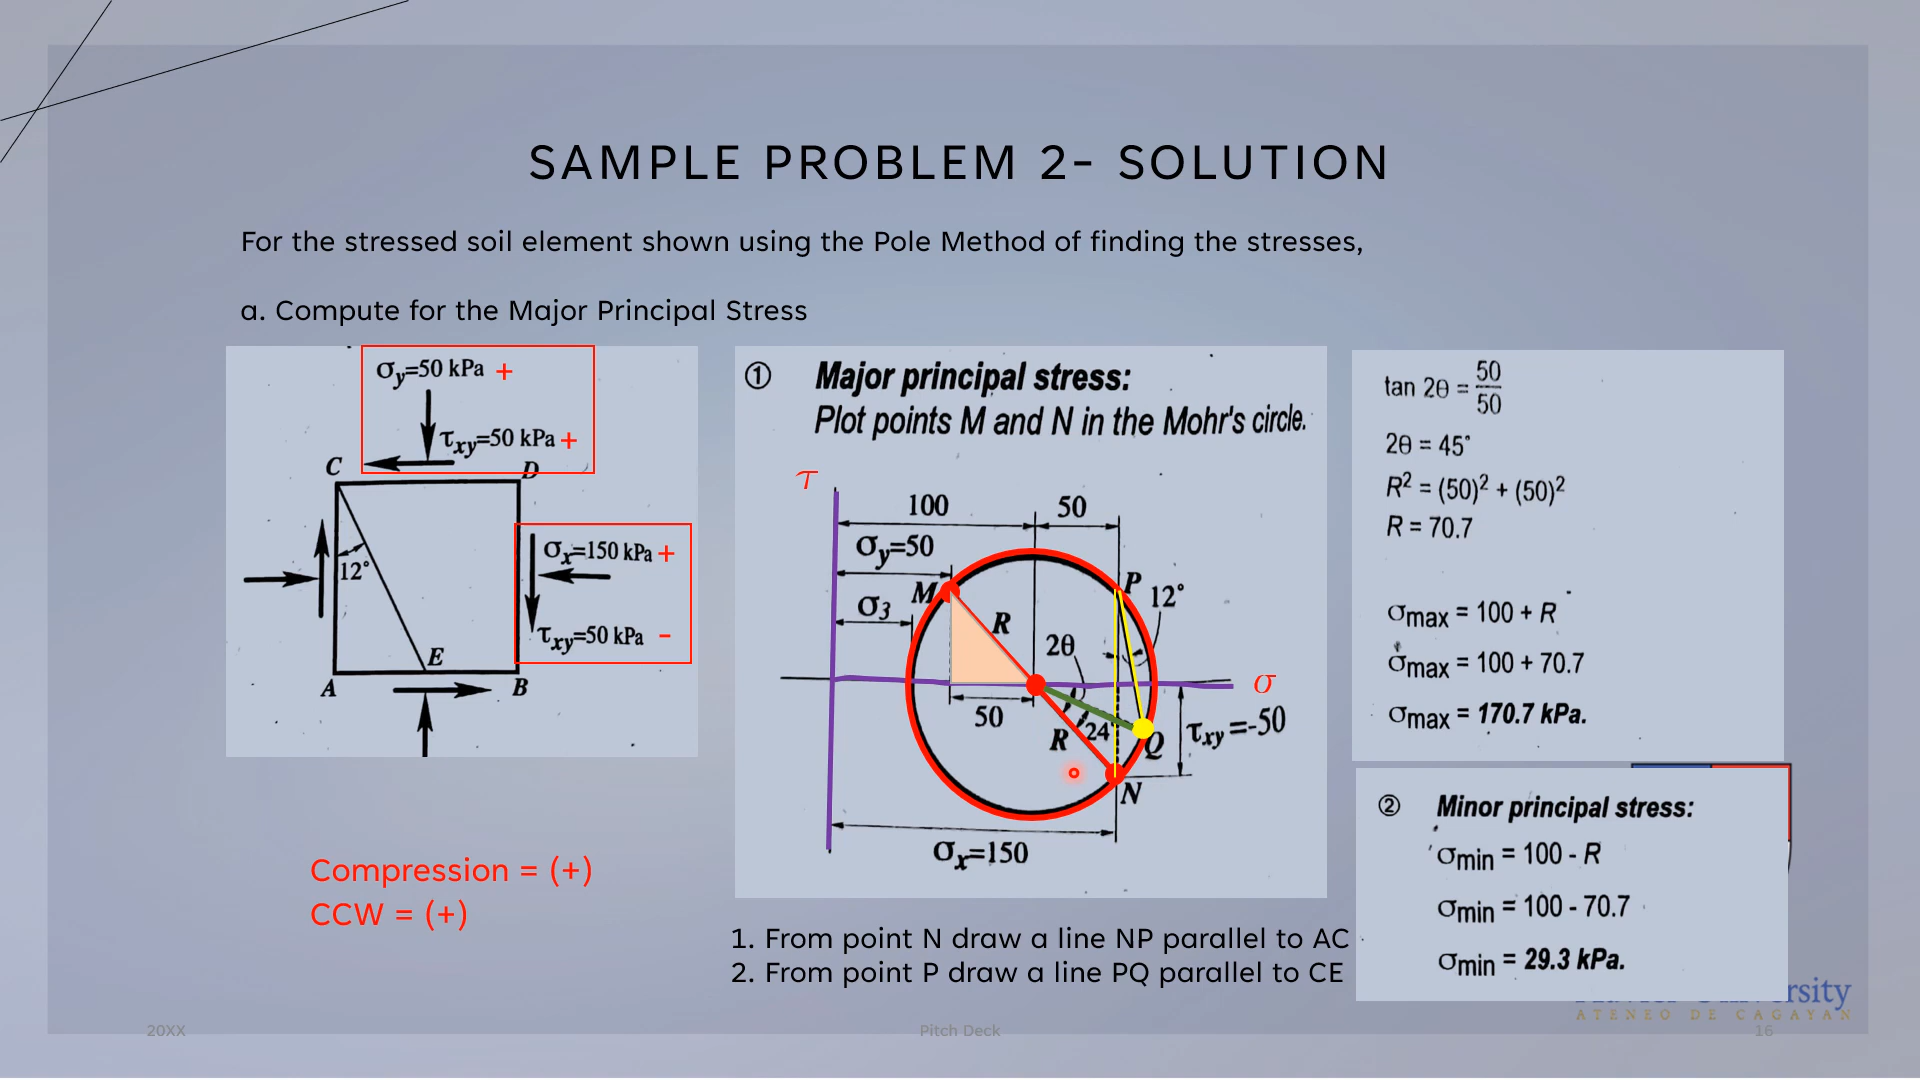 SAMPLE PROBLEM 2- SOLUTION
For the stressed soil element shown using the Pole Method of finding the stresses,
a. Compute for the Major Principal Stress
σy=50 kPa +
τxy=50 kPa +
C
D
12°
σx=150 kPa +
τxy=50 kPa -
E
A
B
Compression = (+)
CCW = (+)
① Major principal stress:
Plot points M and N in the Mohr's circle.
τ
100
50
σy=50
M
P
12°
σ3
R
2θ
σ
50
R
24
Q
τxy=-50
N
σx=150
1. From point N draw a line NP parallel to AC
2. From point P draw a line PQ parallel to CE
tan 2θ = 50/50
2θ = 45°
R² = (50)² + (50)²
R = 70.7
σmax = 100 + R
σmax = 100 + 70.7
σmax = 170.7 kPa.
② Minor principal stress:
σmin = 100 - R
σmin = 100 - 70.7
σmin = 29.3 kPa.
ATENEO DE CAGAYAN
20XX
Pitch Deck
16